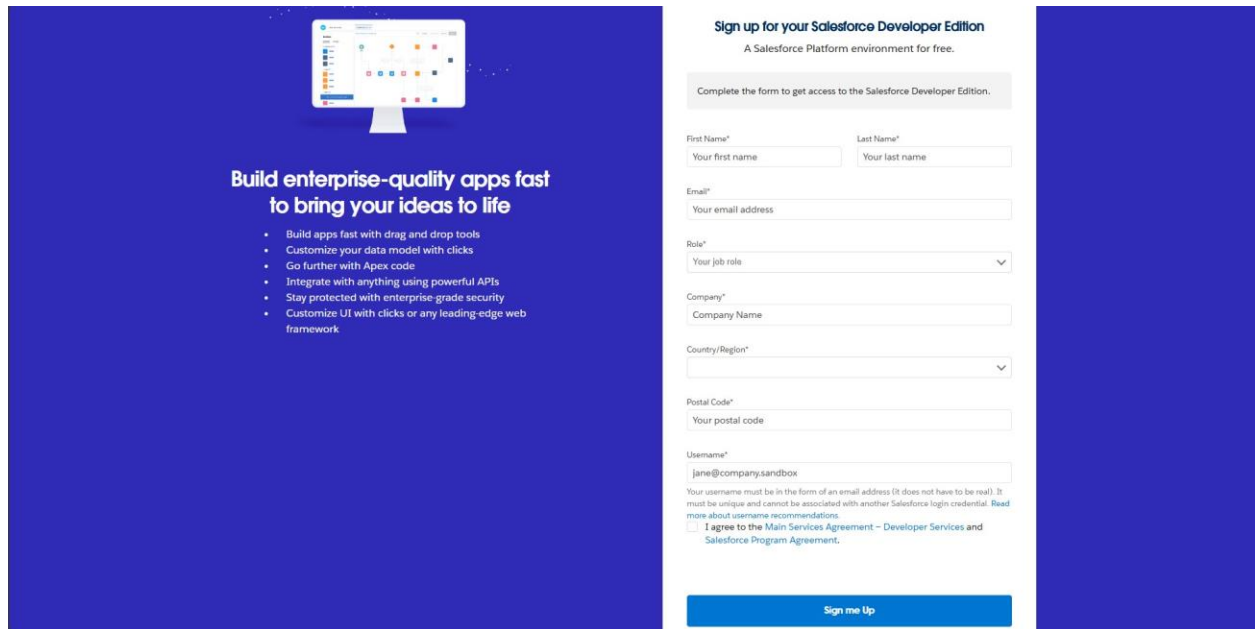 Build enterprise-quality apps fast
to bring your ideas to life
• Build apps fast with drag and drop tools
• Customize your data model with clicks
• Go further with Apex code
• Integrate with anything using powerful APIs
• Stay protected with enterprise-grade security
• Customize UI with clicks or any leading-edge web
framework
Sign up for your Salesforce Developer Edition
A Salesforce Platform environment for free.
Complete the form to get access to the Salesforce Developer Edition.
First Name* Last Name*
Your first name Your last name
Email*
Your email address
Role*
Your job role
Company*
Company Name
Country/Region*
Postal Code*
Your postal code
Username*
jane@company.sandbox
Your username must be in the form of an email address (it does not have to be real). It
must be unique and cannot be associated with another Salesforce login credential. Read
more about username recommendations.
I agree to the Main Services Agreement – Developer Services and
Salesforce Program Agreement.
Sign me Up